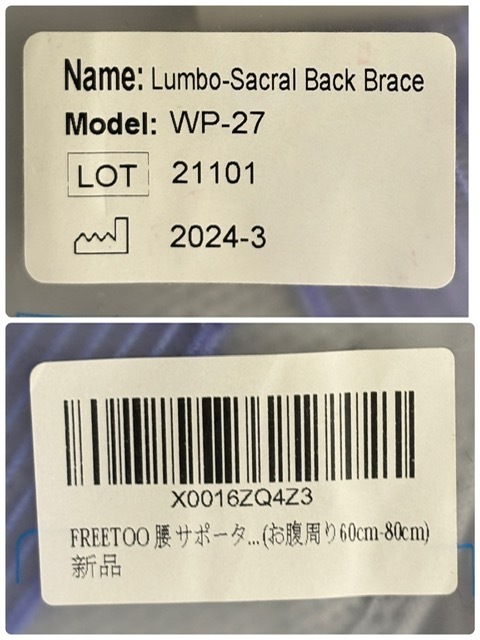 Name: Lumbo-Sacral Back Brace
Model: WP-27
LOT 21101
2024-3
X0016ZQ4Z3
FREETOO 腰サポータ...(お腹周り60cm-80cm)
新品